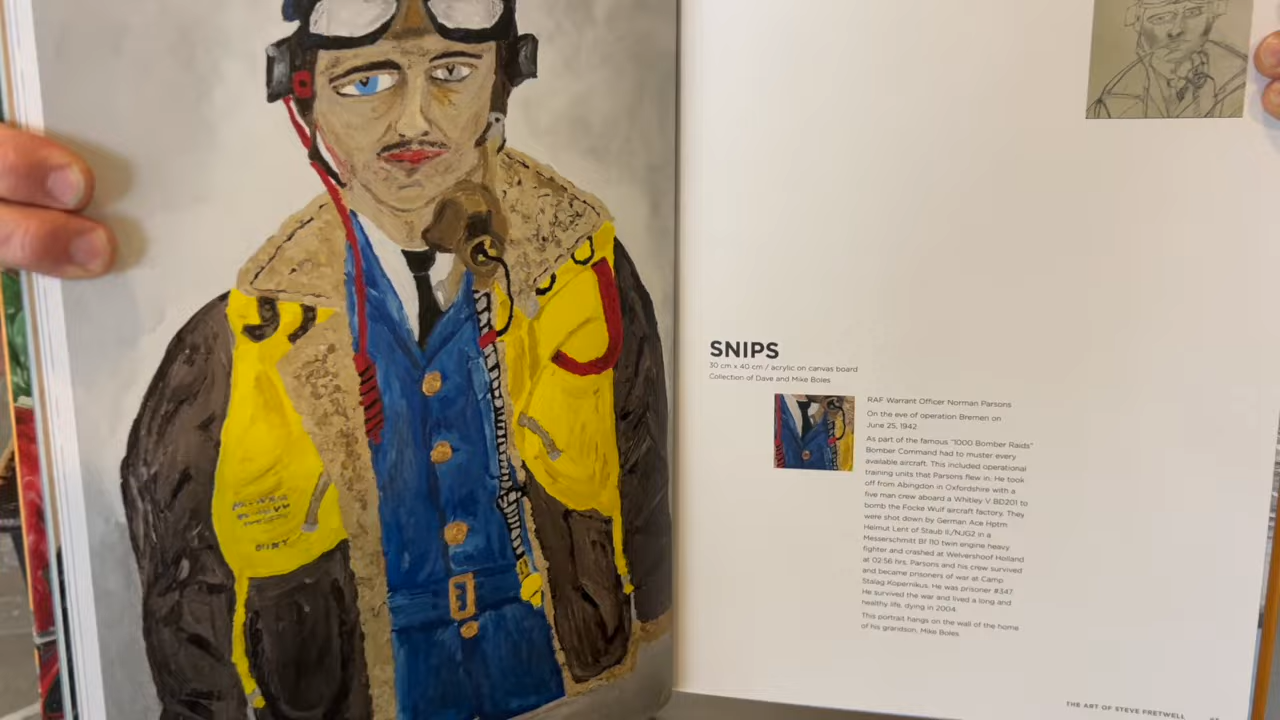 SNIPS
30 cm x 40 cm / acrylic on canvas board
Collection of Dave and Mike Boles
RAF Warrant Officer Norman Parsons
On the eve of operation Bremen on
June 25, 1942
As part of the famous "1000 Bomber Raids"
Bomber Command had to muster every
available aircraft. This included operational
training units that Parsons flew in. He took
off from Abingdon in Oxfordshire with a
five man crew aboard a Whitley V BD201 to
bomb the Focke Wulf aircraft factory. They
were shot down by German Ace Hptm
Helmut Lent of Staub II./NJG2 in a
Messerschmitt Bf 110 twin engine heavy
fighter and crashed at Welvershoof Holland
at 02:56 hrs. Parsons and his crew survived
and became prisoners of war at Camp
Stalag Kopernikus. He was prisoner #347.
He survived the war and lived a long and
healthy life, dying in 2004.
This portrait hangs on the wall of the home
of his grandson, Mike Boles.
THE ART OF STEVE FRETWELL